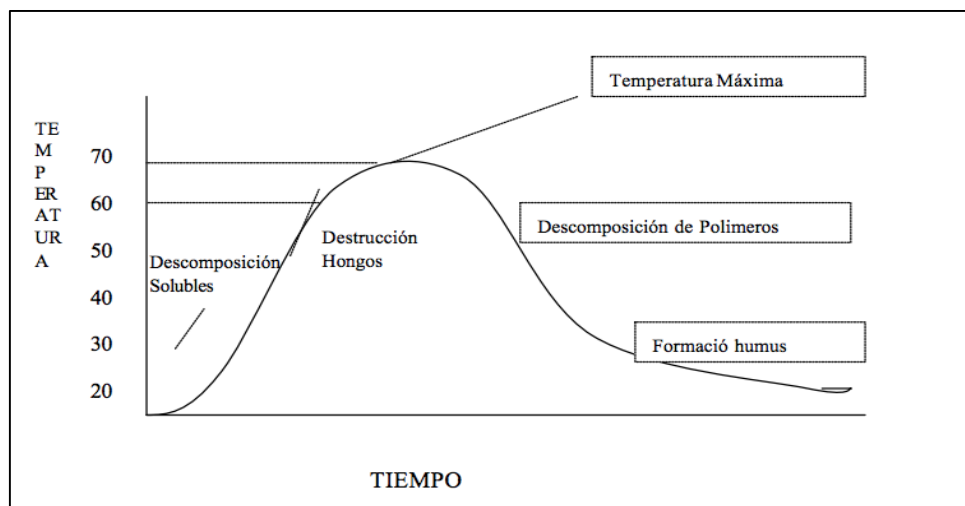 Temperatura Máxima
TE
M
P
ER
AT
UR
A
70
60
50
40
30
20
Descomposición
Solubles
Destrucción
Hongos
Descomposición de Polimeros
Formació humus
TIEMPO